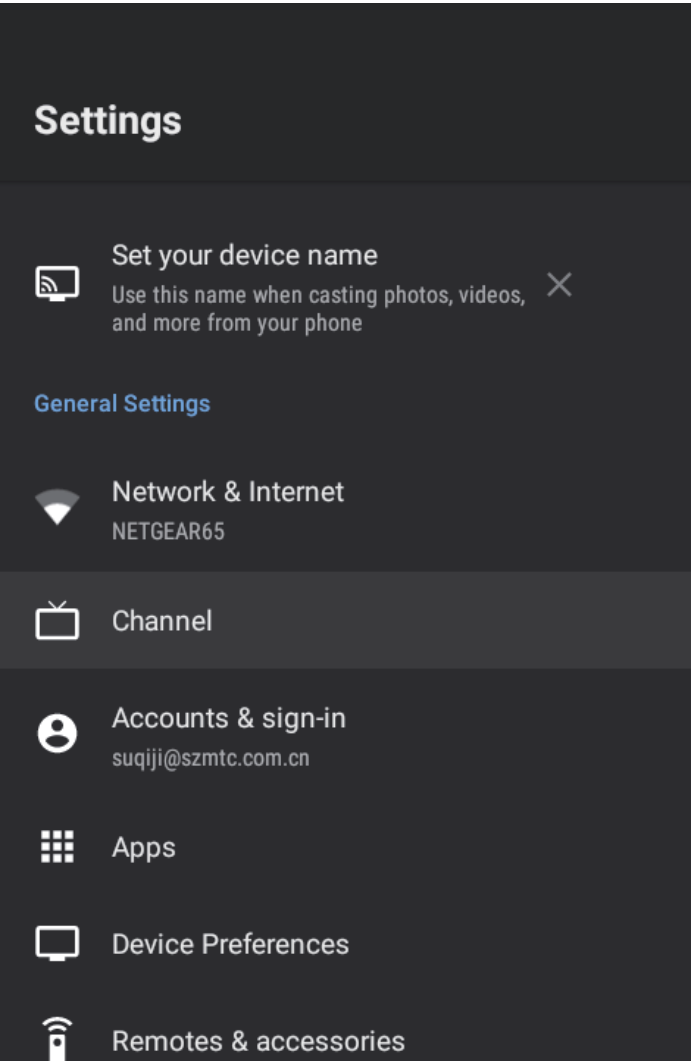 Settings
Set your device name
Use this name when casting photos, videos,
and more from your phone
General Settings
Network & Internet
NETGEAR65
Channel
Accounts & sign-in
suqiji@szmtc.com.cn
Apps
Device Preferences
Remotes & accessories